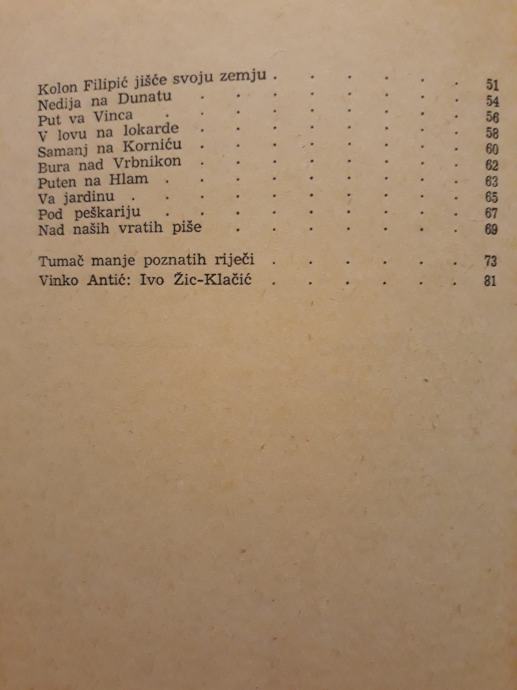 Kolon Filipić jišće svoju zemju . . . . . . 51
Nedija na Dunatu . . . . . . . 54
Put va Vinca . . . . . . . 56
V lovu na lokarde . . . . . . . 58
Samanj na Korniću . . . . . . . 60
Bura nad Vrbnikon . . . . . . . 62
Puten na Hlam . . . . . . . 63
Va jardinu . . . . . . . . 65
Pod peškariju . . . . . . . 67
Nad naših vratih piše . . . . . . 69
Tumač manje poznatih riječi . . . . . . 73
Vinko Antić: Ivo Žic-Klačić . . . . . . 81